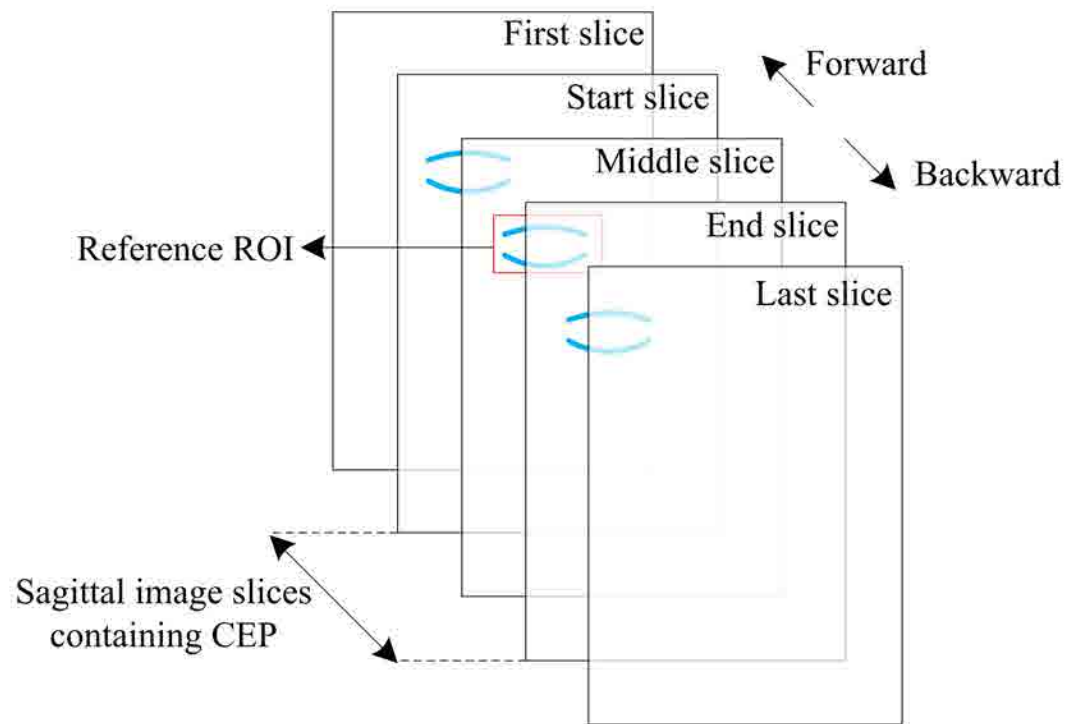 First slice
Forward
Start slice
Middle slice
Backward
End slice
Reference ROI
Last slice
Sagittal image slices
containing CEP